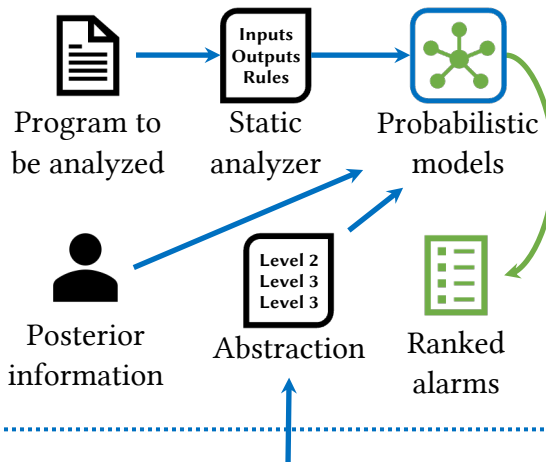 Inputs
Outputs
Rules
Program to
be analyzed
Static
analyzer
Probabilistic
models
Level 2
Level 3
Level 3
Posterior
information
Abstraction
Ranked
alarms